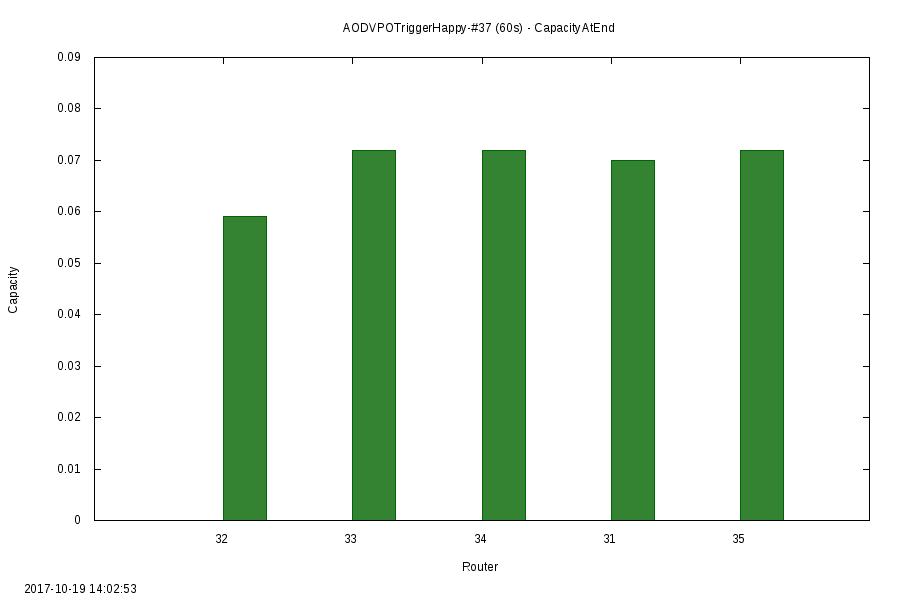 AODVPOTriggerHappy-#37 (60s) - CapacityAtEnd
0.09
0.08
0.07
0.06
0.05
0.04
0.03
0.02
0.01
0
Capacity
32 33 34 31 35
Router
2017-10-19 14:02:53